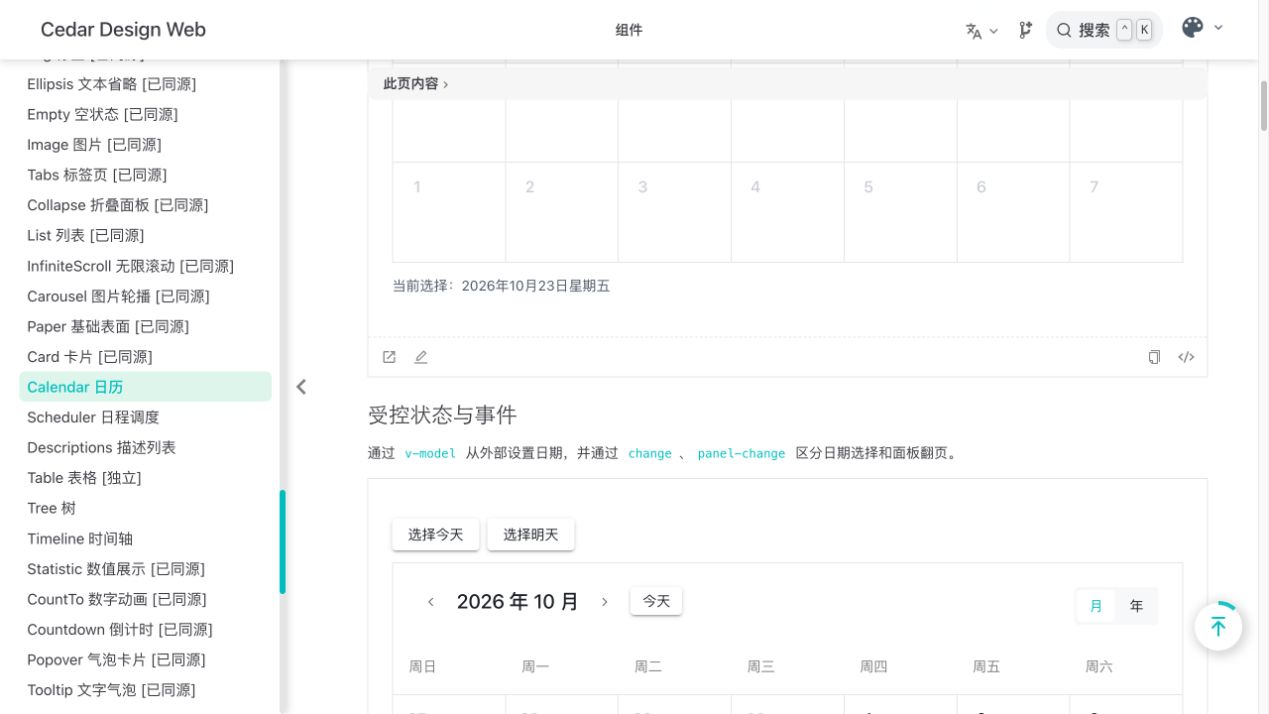 Cedar Design Web
组件
搜索 ^ K
Ellipsis 文本省略 [已同源]
Empty 空状态 [已同源]
Image 图片 [已同源]
Tabs 标签页 [已同源]
Collapse 折叠面板 [已同源]
List 列表 [已同源]
InfiniteScroll 无限滚动 [已同源]
Carousel 图片轮播 [已同源]
Paper 基础表面 [已同源]
Card 卡片 [已同源]
Calendar 日历
Scheduler 日程调度
Descriptions 描述列表
Table 表格 [独立]
Tree 树
Timeline 时间轴
Statistic 数值展示 [已同源]
CountTo 数字动画 [已同源]
Countdown 倒计时 [已同源]
Popover 气泡卡片 [已同源]
Tooltip 文字气泡 [已同源]
此页内容 ›
1 2 3 4 5 6 7
当前选择：2026年10月23日星期五
受控状态与事件
通过 v-model 从外部设置日期，并通过 change 、 panel-change 区分日期选择和面板翻页。
选择今天 选择明天
2026 年 10 月 今天 月 年
周日 周一 周二 周三 周四 周五 周六